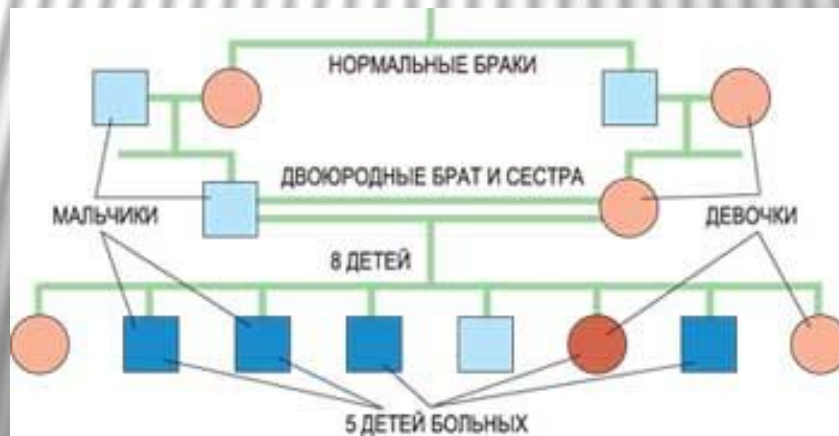 НОРМАЛЬНЫЕ БРАКИ
ДВОЮРОДНЫЕ БРАТ И СЕСТРА
МАЛЬЧИКИ
ДЕВОЧКИ
8 ДЕТЕЙ
5 ДЕТЕЙ БОЛЬНЫХ